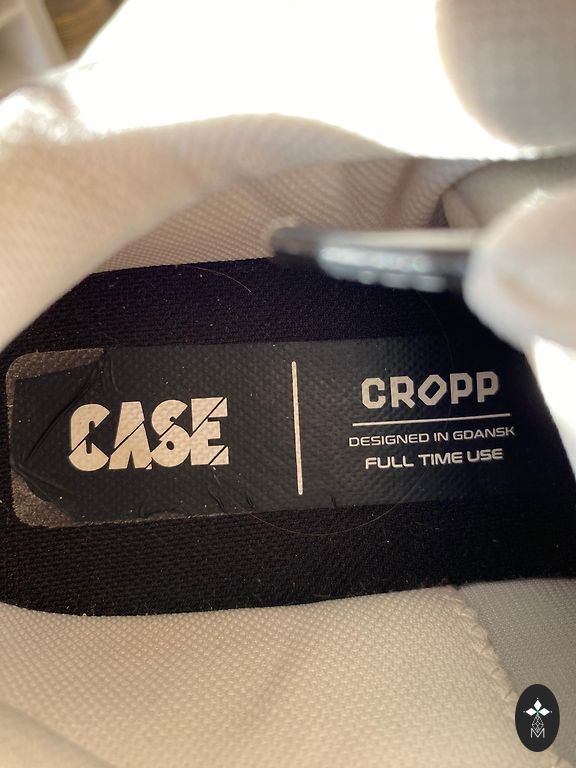 CASE
CROPP
DESIGNED IN GDANSK
FULL TIME USE
M